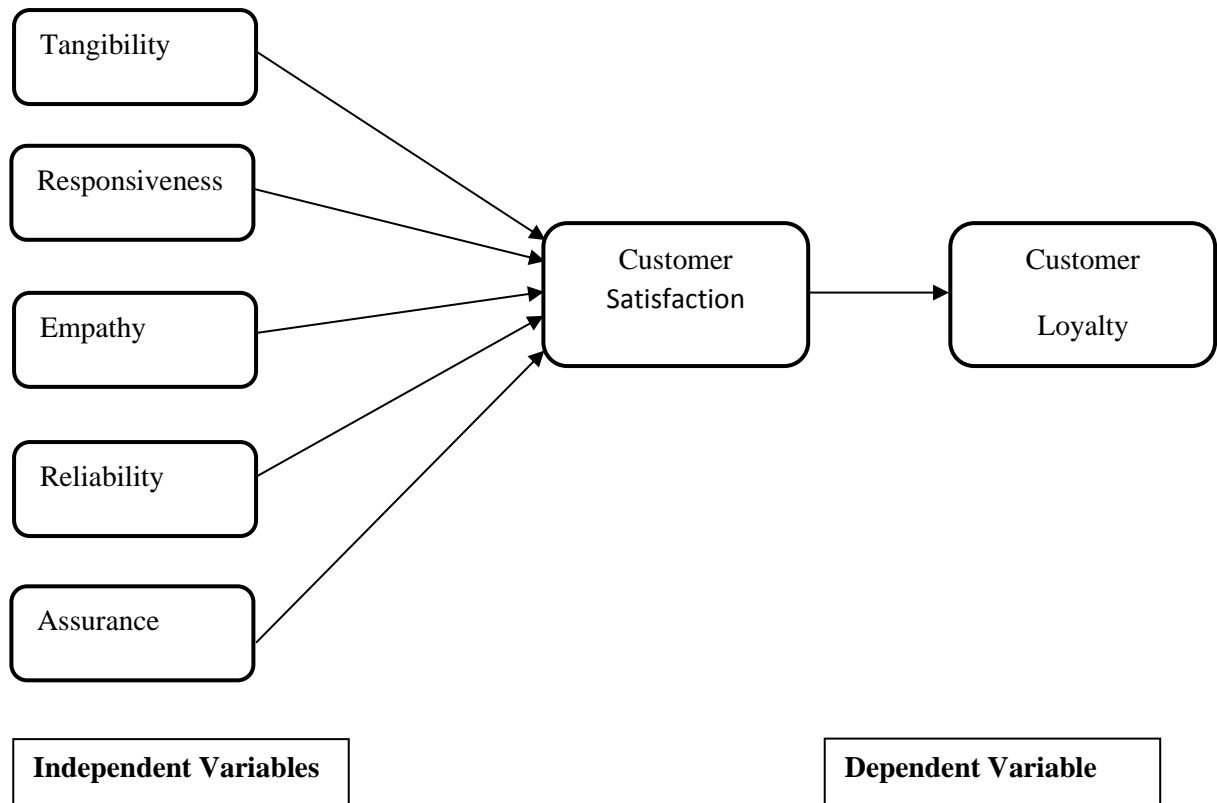 Tangibility
Responsiveness
Empathy
Reliability
Assurance
Customer
Satisfaction
Customer
Loyalty
Independent Variables
Dependent Variable